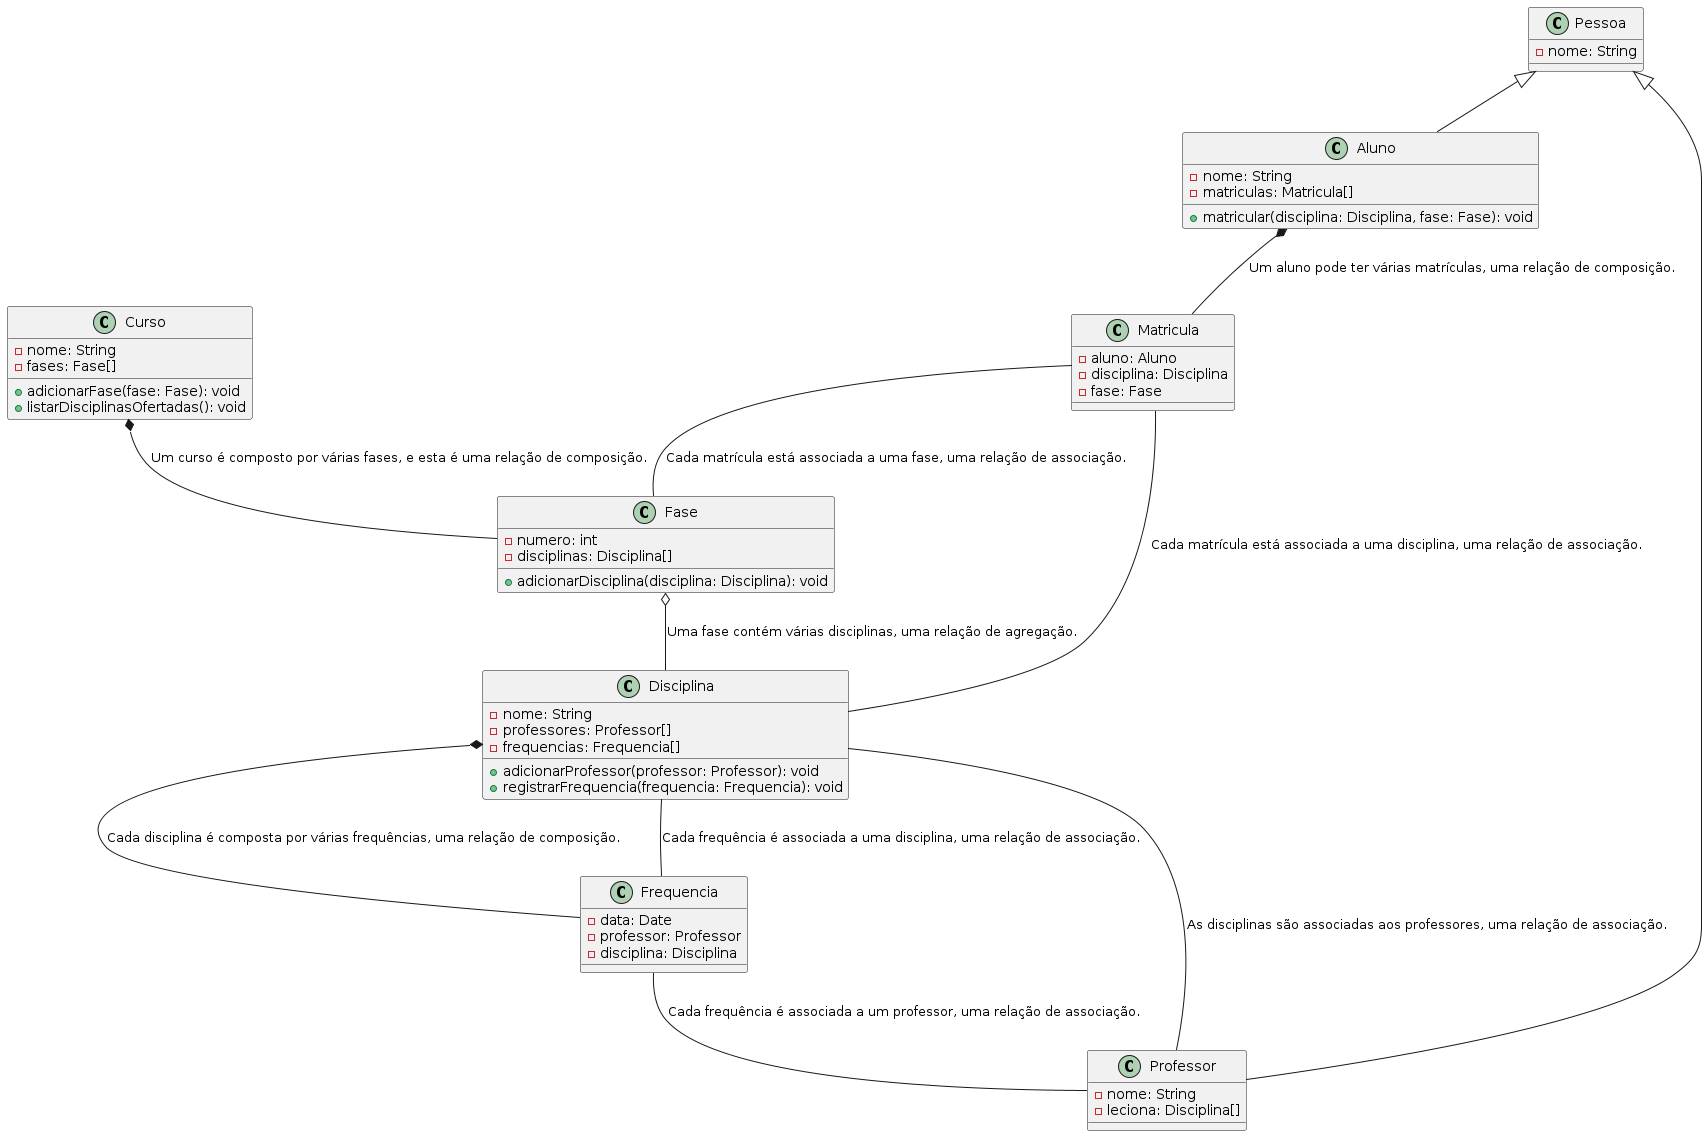 C Pessoa
nome: String
C Aluno
nome: String
matriculas: Matricula[]
matricular(disciplina: Disciplina, fase: Fase): void
Um aluno pode ter várias matrículas, uma relação de composição.
C Curso
nome: String
fases: Fase[]
adicionarFase(fase: Fase): void
listarDisciplinasOfertadas(): void
C Matricula
aluno: Aluno
disciplina: Disciplina
fase: Fase
Um curso é composto por várias fases, e esta é uma relação de composição.
Cada matrícula está associada a uma fase, uma relação de associação.
C Fase
numero: int
disciplinas: Disciplina[]
adicionarDisciplina(disciplina: Disciplina): void
Cada matrícula está associada a uma disciplina, uma relação de associação.
Uma fase contém várias disciplinas, uma relação de agregação.
C Disciplina
nome: String
professores: Professor[]
frequencias: Frequencia[]
adicionarProfessor(professor: Professor): void
registrarFrequencia(frequencia: Frequencia): void
Cada disciplina é composta por várias frequências, uma relação de composição.
Cada frequência é associada a uma disciplina, uma relação de associação.
C Frequencia
data: Date
professor: Professor
disciplina: Disciplina
As disciplinas são associadas aos professores, uma relação de associação.
Cada frequência é associada a um professor, uma relação de associação.
C Professor
nome: String
leciona: Disciplina[]